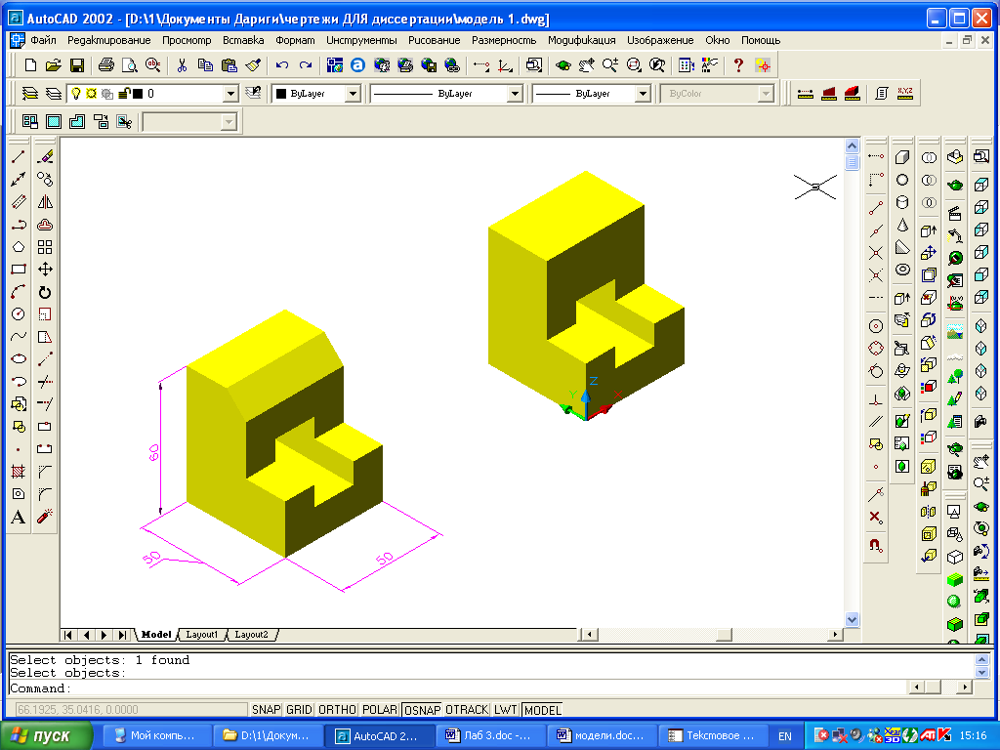 AutoCAD 2002 - [D:\1\Документы Дариги\чертежи ДЛЯ диссертации\модель 1.dwg]
Файл Редактирование Просмотр Вставка Формат Инструменты Рисование Размерность Модификация Изображение Окно Помощь
0 ByLayer ByLayer ByLayer ByColor
X,Y,Z
Z
Y
60
50
50
A
Model Layout1 Layout2
Select objects: 1 found
Select objects:
Command:
66.1925, 35.0416, 0.0000 SNAP GRID ORTHO POLAR OSNAP OTRACK LWT MODEL
пуск Мой компь... D:\1\Докум... AutoCAD 2... Лаб 3.doc -... модели.doc... Текстовое ... EN 15:16